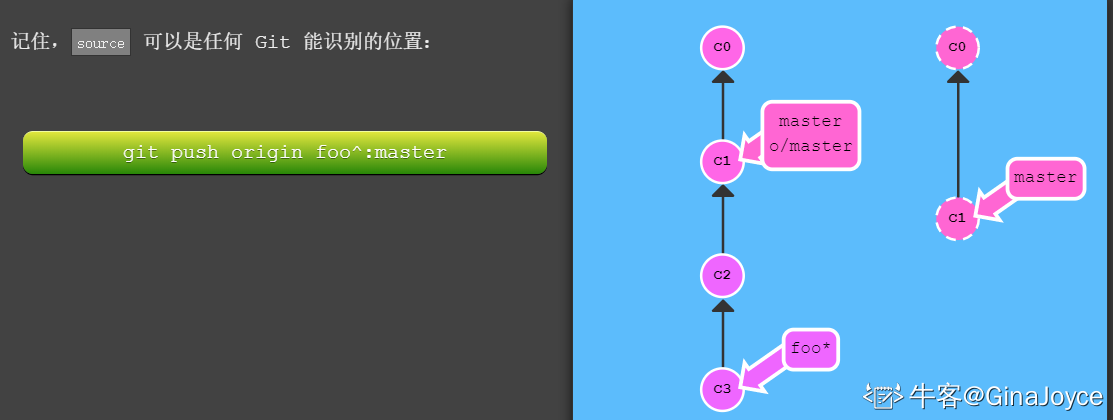 记住， source 可以是任何 Git 能识别的位置：
git push origin foo^:master
c0
master
o/master
c1
c2
foo*
c3
c0
master
c1
牛客@GinaJoyce